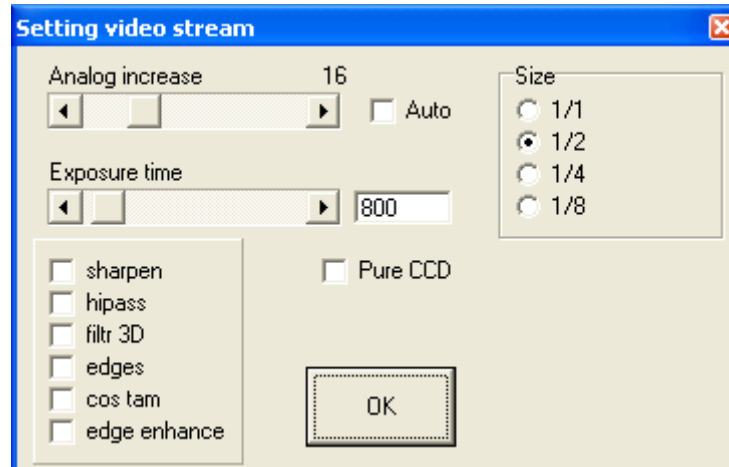 Setting video stream
Analog increase 16
Auto
Exposure time
800
Size
1/1
1/2
1/4
1/8
sharpen
hipass
filtr 3D
edges
cos tam
edge enhance
Pure CCD
OK